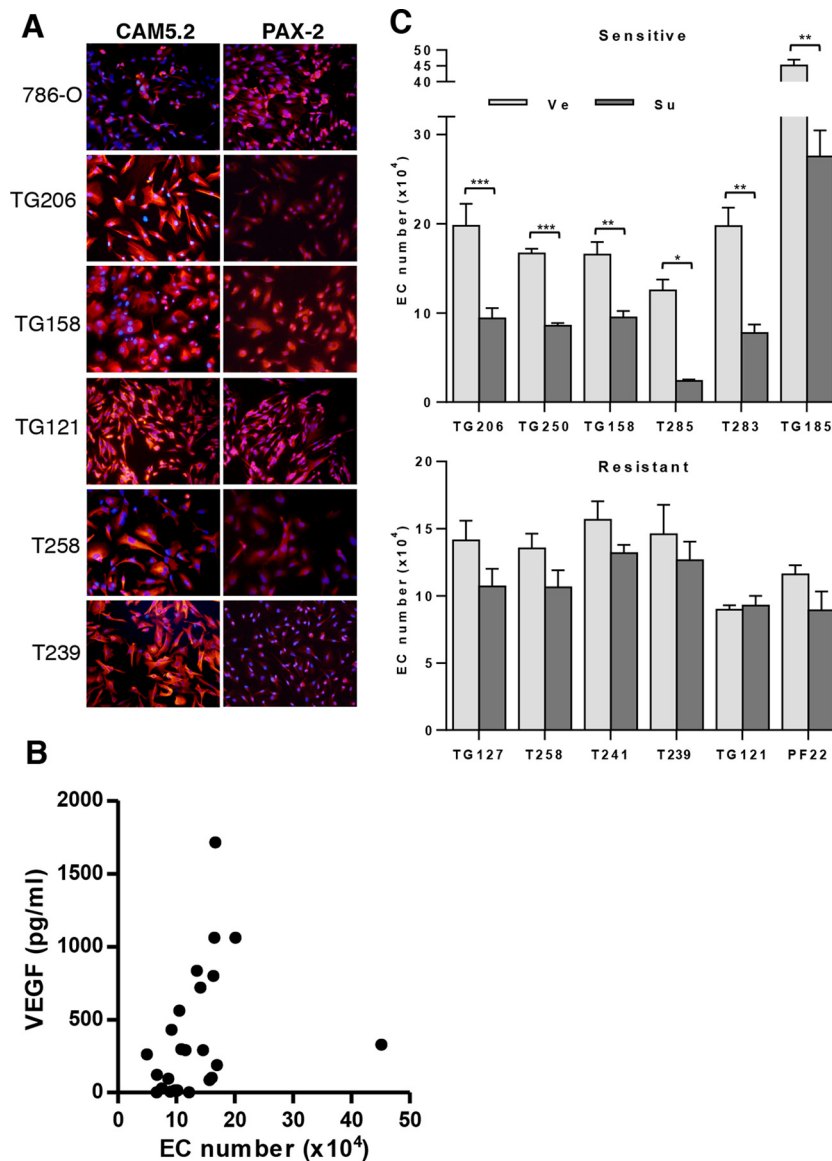 A
CAM5.2 PAX-2
786-O
TG206
TG158
TG121
T258
T239
B
2000
1500
1000
500
0
VEGF (pg/ml)
0 10 20 30 40 50
EC number (x10⁴)
C
Sensitive
50
45
40
30
20
10
0
EC number (x10⁴)
Ve Su
*** *** ** * ** **
TG206 TG250 TG158 T285 T283 TG185
Resistant
20
15
10
5
0
EC number (x10⁴)
TG127 T258 T241 T239 TG121 PF22